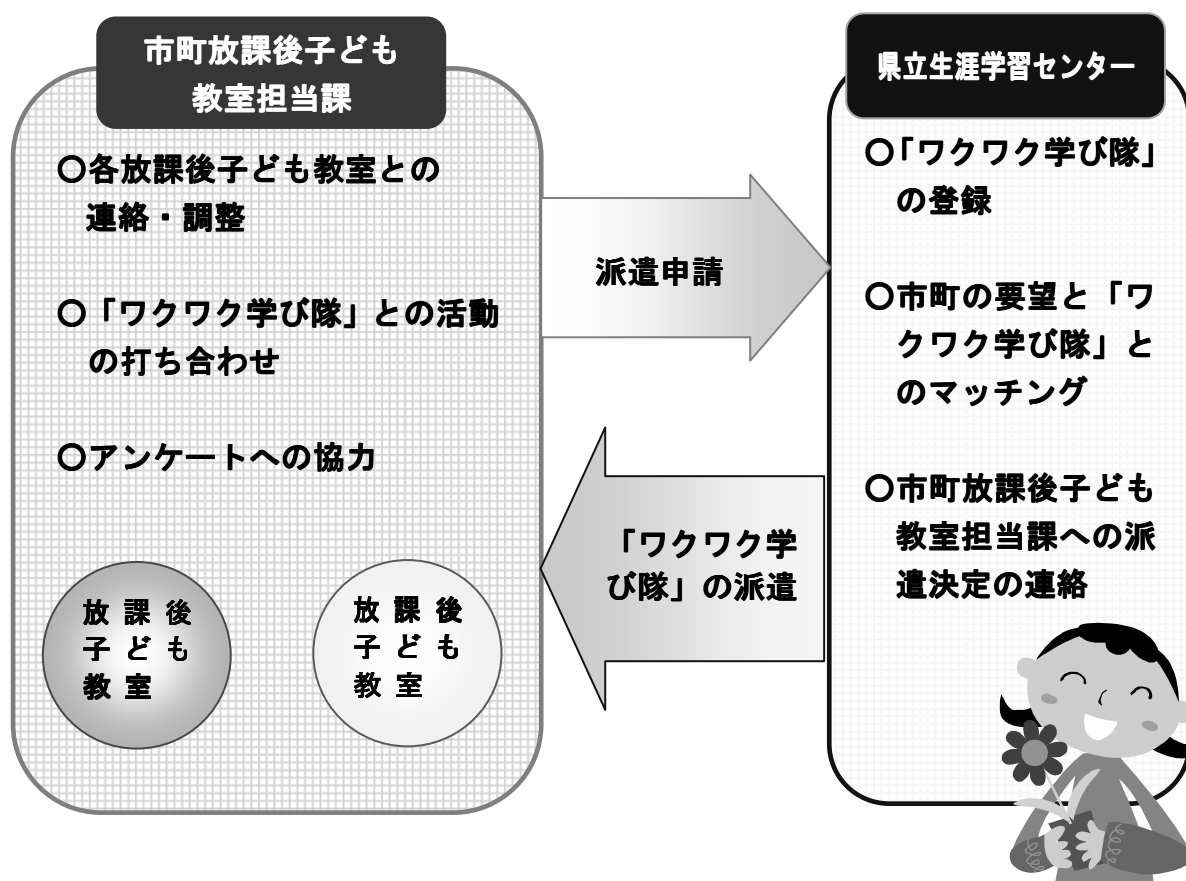 市町放課後子ども
教室担当課
〇各放課後子ども教室との
連絡・調整
〇「ワクワク学び隊」との活動
の打ち合わせ
〇アンケートへの協力
放課後
子ども
教室
放課後
子ども
教室
派遣申請
「ワクワク学
び隊」の派遣
県立生涯学習センター
〇「ワクワク学び隊」
の登録
〇市町の要望と「ワ
クワク学び隊」と
のマッチング
〇市町放課後子ども
教室担当課への派
遣決定の連絡